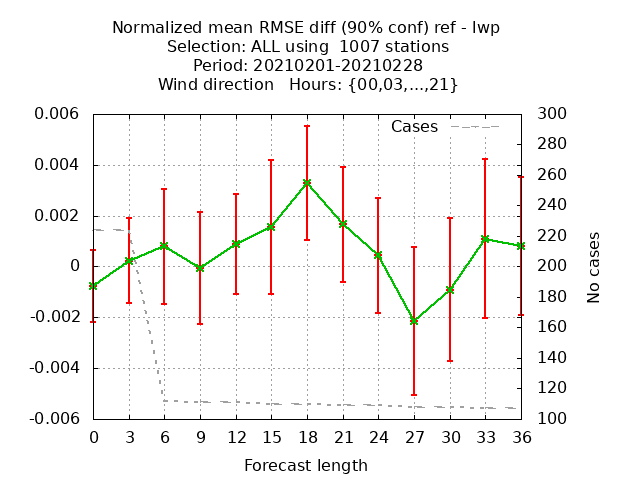 Normalized mean RMSE diff (90% conf) ref - lwp
Selection: ALL using  1007 stations
Period: 20210201-20210228
Wind direction   Hours: {00,03,...,21}
Cases
0.006
0.004
0.002
0
-0.002
-0.004
-0.006
300
280
260
240
220
200
180
160
140
120
100
No cases
0 3 6 9 12 15 18 21 24 27 30 33 36
Forecast length